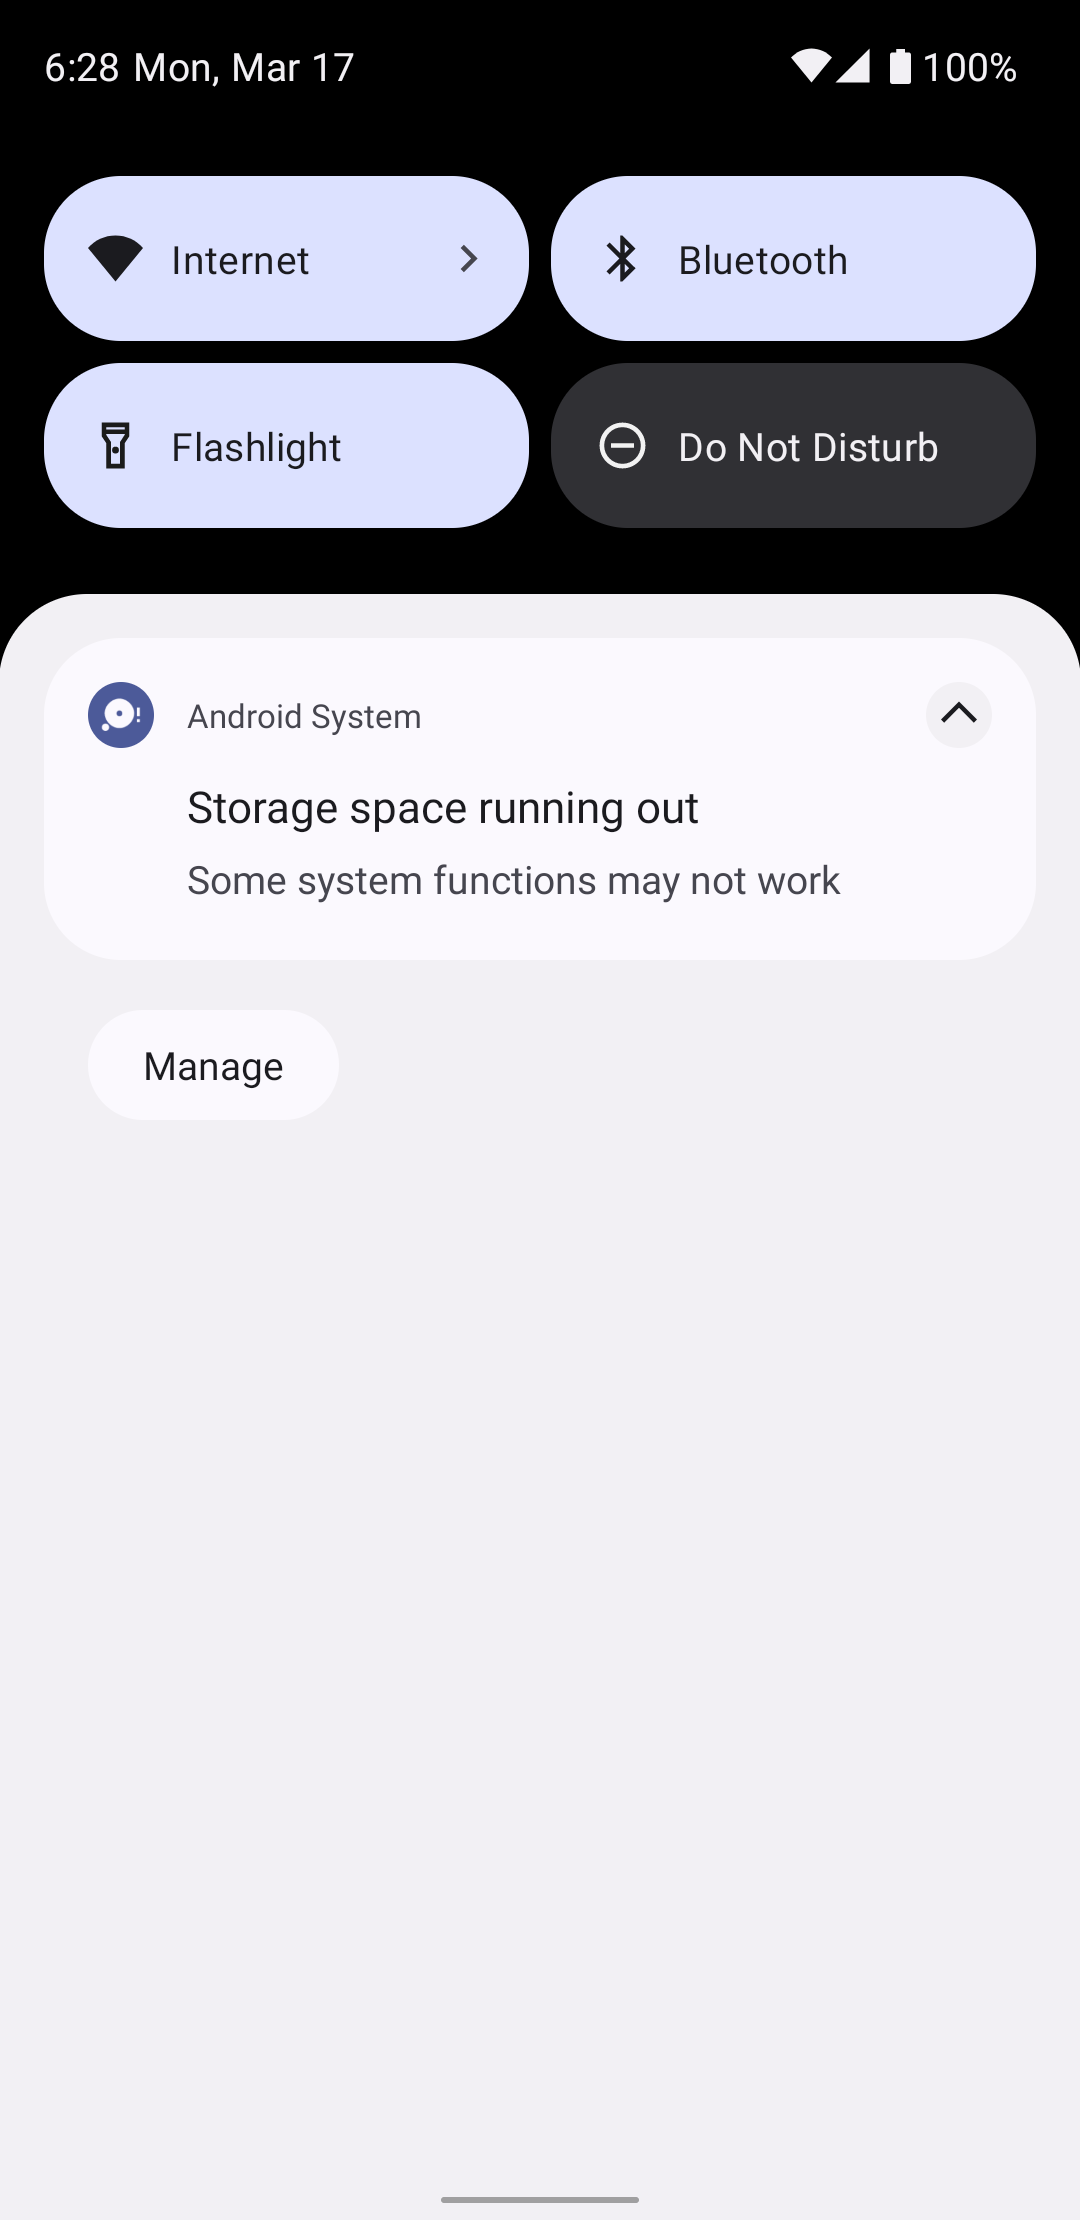 6:28 Mon, Mar 17 100%
Internet Bluetooth
Flashlight Do Not Disturb
Android System
Storage space running out
Some system functions may not work
Manage